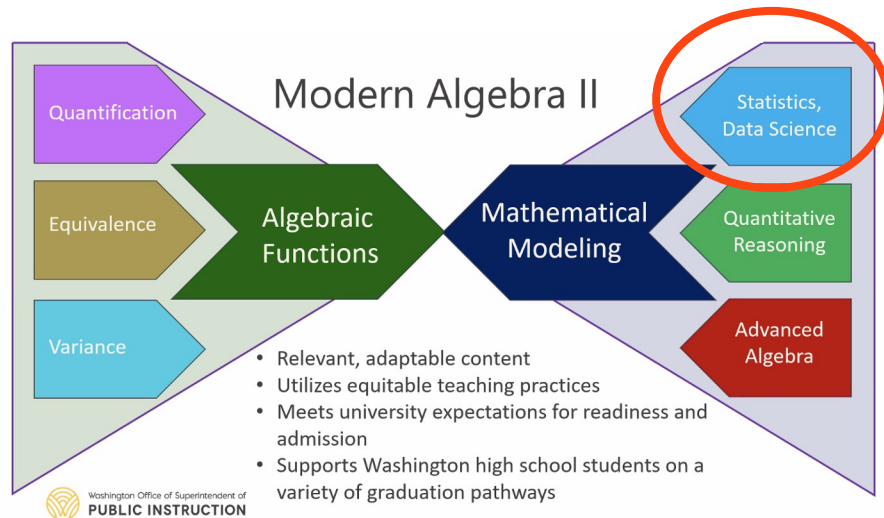 Modern Algebra II
Quantification
Equivalence
Variance
Algebraic
Functions
Mathematical
Modeling
Statistics,
Data Science
Quantitative
Reasoning
Advanced
Algebra
• Relevant, adaptable content
• Utilizes equitable teaching practices
• Meets university expectations for readiness and
admission
• Supports Washington high school students on a
variety of graduation pathways
Washington Office of Superintendent of
PUBLIC INSTRUCTION